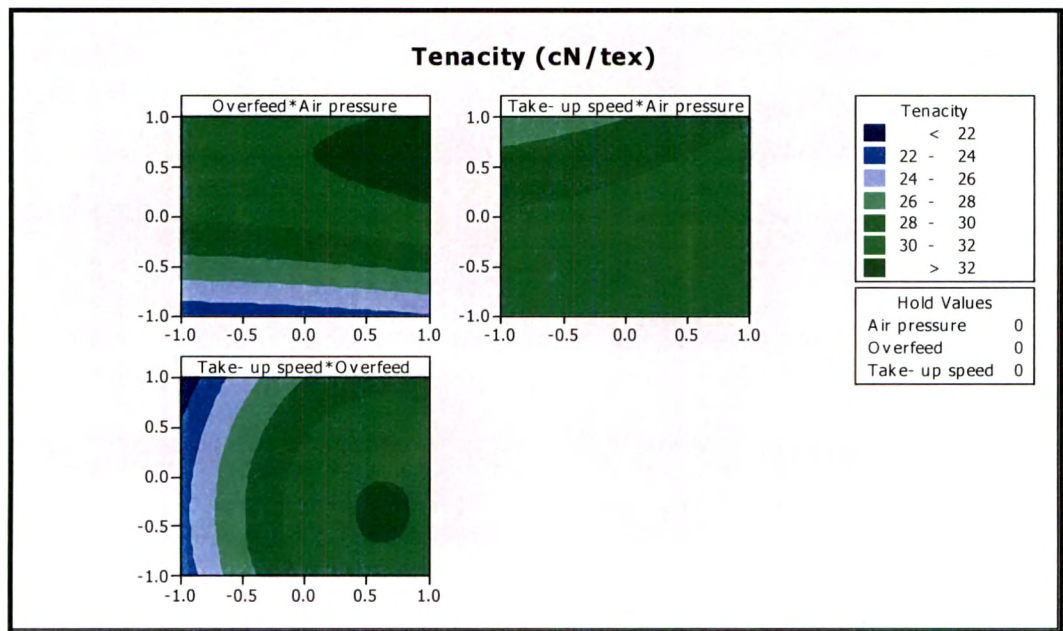 Tenacity (cN/tex)
Overfeed*Air pressure
1.0
0.5
0.0
-0.5
-1.0
-1.0 -0.5 0.0 0.5 1.0
Take- up speed*Air pressure
1.0
0.5
0.0
-0.5
-1.0
-1.0 -0.5 0.0 0.5 1.0
Take- up speed*Overfeed
1.0
0.5
0.0
-0.5
-1.0
-1.0 -0.5 0.0 0.5 1.0
Tenacity
< 22
22 - 24
24 - 26
26 - 28
28 - 30
30 - 32
> 32
Hold Values
Air pressure 0
Overfeed 0
Take- up speed 0